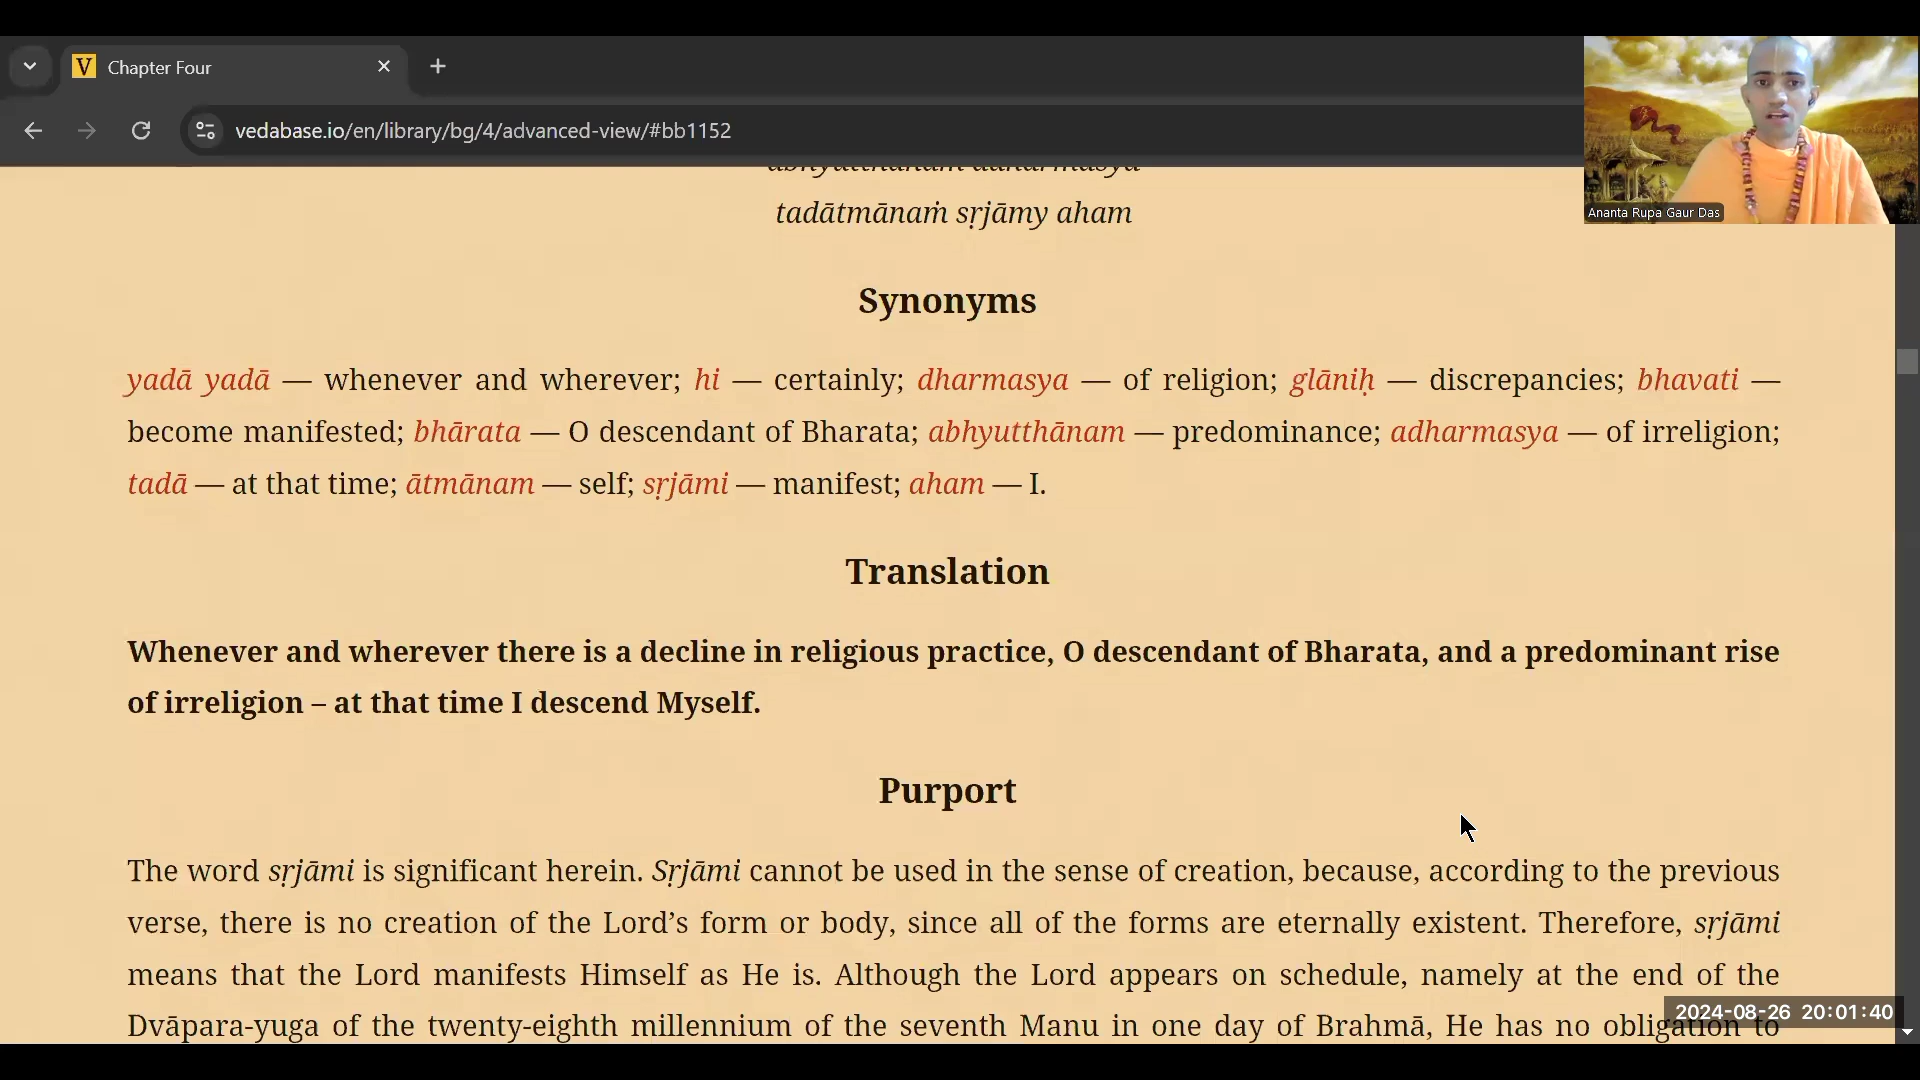 V Chapter Four
vedabase.io/en/library/bg/4/advanced-view/#bb1152
Ananta Rupa Gaur Das
abhyutthānam adharmasya
tadātmānaṁ sṛjāmy aham
Synonyms
yadā yadā — whenever and wherever; hi — certainly; dharmasya — of religion; glāniḥ — discrepancies; bhavati —
become manifested; bhārata — O descendant of Bharata; abhyutthānam — predominance; adharmasya — of irreligion;
tadā — at that time; ātmānam — self; sṛjāmi — manifest; aham — I.
Translation
Whenever and wherever there is a decline in religious practice, O descendant of Bharata, and a predominant rise
of irreligion – at that time I descend Myself.
Purport
The word sṛjāmi is significant herein. Sṛjāmi cannot be used in the sense of creation, because, according to the previous
verse, there is no creation of the Lord’s form or body, since all of the forms are eternally existent. Therefore, sṛjāmi
means that the Lord manifests Himself as He is. Although the Lord appears on schedule, namely at the end of the
Dvāpara-yuga of the twenty-eighth millennium of the seventh Manu in one day of Brahmā, He has no obligation to
2024-08-26 20:01:40